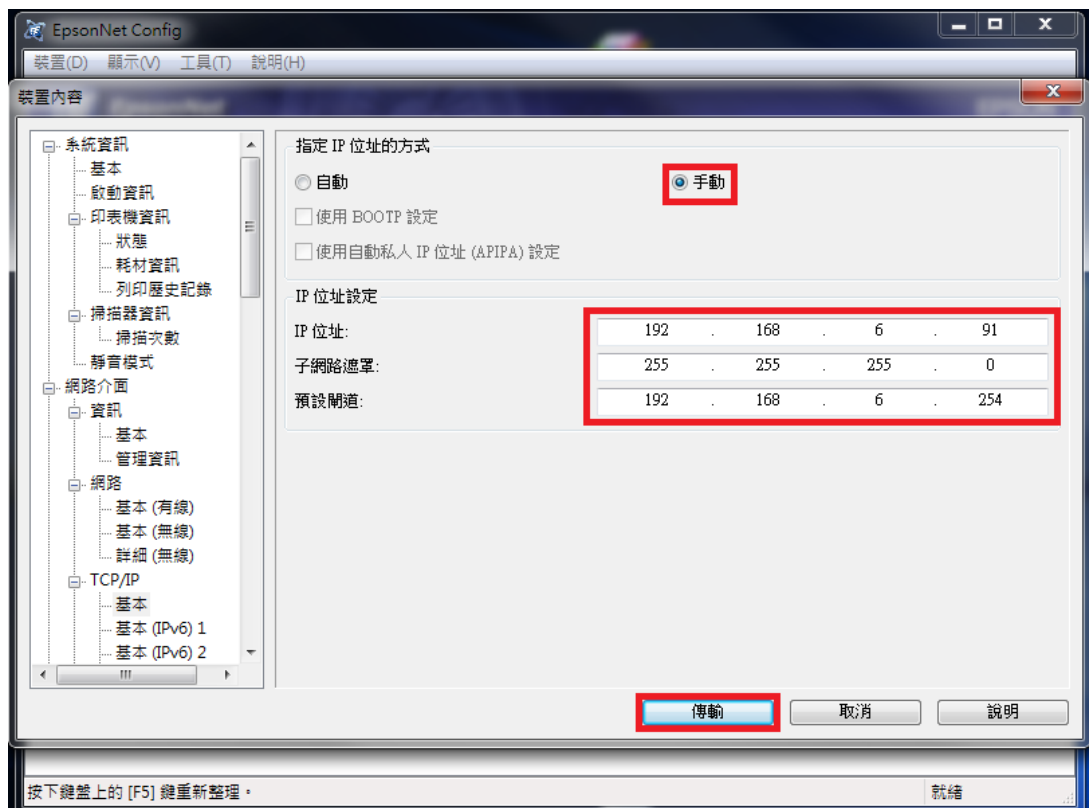 EpsonNet Config
裝置(D) 顯示(V) 工具(T) 說明(H)
裝置內容
系統資訊
基本
啟動資訊
印表機資訊
狀態
耗材資訊
列印歷史記錄
掃描器資訊
掃描次數
靜音模式
網路介面
資訊
基本
管理資訊
網路
基本 (有線)
基本 (無線)
詳細 (無線)
TCP/IP
基本
基本 (IPv6) 1
基本 (IPv6) 2
指定 IP 位址的方式
自動 手動
使用 BOOTP 設定
使用自動私人 IP 位址 (APIPA) 設定
IP 位址設定
IP 位址: 192 . 168 . 6 . 91
子網路遮罩: 255 . 255 . 255 . 0
預設閘道: 192 . 168 . 6 . 254
傳輸 取消 說明
按下鍵盤上的 [F5] 鍵重新整理。 就緒